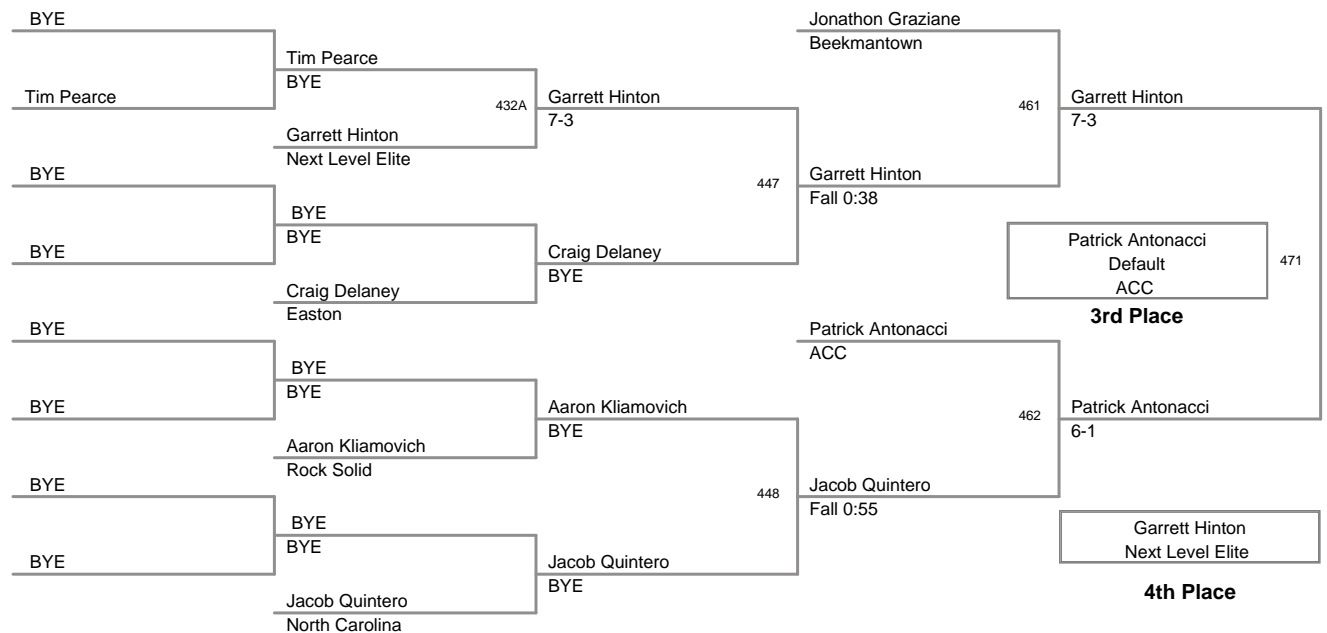 BYE
Tim Pearce
BYE
BYE
BYE
BYE
BYE
BYE
Tim Pearce
BYE
Garrett Hinton
Next Level Elite
BYE
BYE
Craig Delaney
Easton
BYE
BYE
Aaron Kliamovich
Rock Solid
BYE
BYE
Jacob Quintero
North Carolina
432A
Garrett Hinton
7-3
Craig Delaney
BYE
Aaron Kliamovich
BYE
Jacob Quintero
BYE
447
448
Jonathon Graziane
Beekmantown
Garrett Hinton
Fall 0:38
Patrick Antonacci
ACC
Jacob Quintero
Fall 0:55
461
462
Garrett Hinton
7-3
Patrick Antonacci
Default
ACC
471
3rd Place
Patrick Antonacci
6-1
Garrett Hinton
Next Level Elite
4th Place